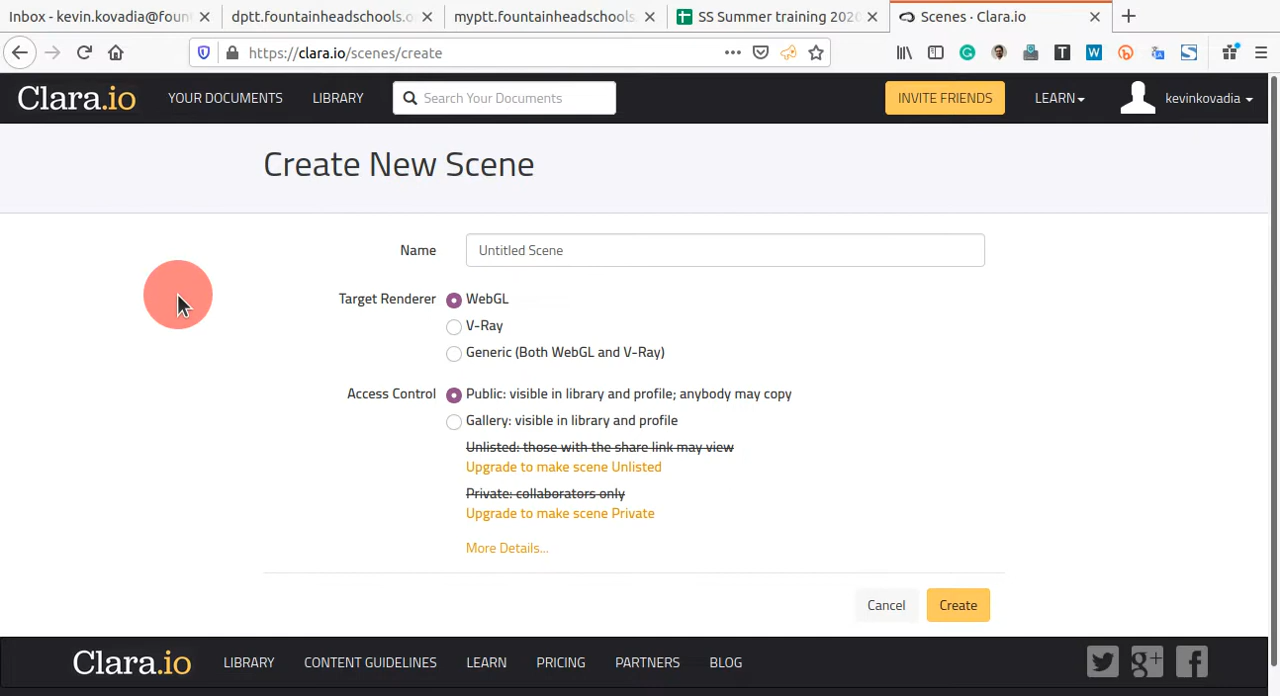 Inbox - kevin.kovadia@foun
dptt.fountainheadschools.o
myptt.fountainheadschools.
SS Summer training 2020
Scenes · Clara.io
https://clara.io/scenes/create
Clara.io
YOUR DOCUMENTS
LIBRARY
Search Your Documents
INVITE FRIENDS
LEARN
kevinkovadia
Create New Scene
Name
Untitled Scene
Target Renderer
WebGL
V-Ray
Generic (Both WebGL and V-Ray)
Access Control
Public: visible in library and profile; anybody may copy
Gallery: visible in library and profile
Unlisted: those with the share link may view
Upgrade to make scene Unlisted
Private: collaborators only
Upgrade to make scene Private
More Details...
Cancel
Create
Clara.io
LIBRARY
CONTENT GUIDELINES
LEARN
PRICING
PARTNERS
BLOG